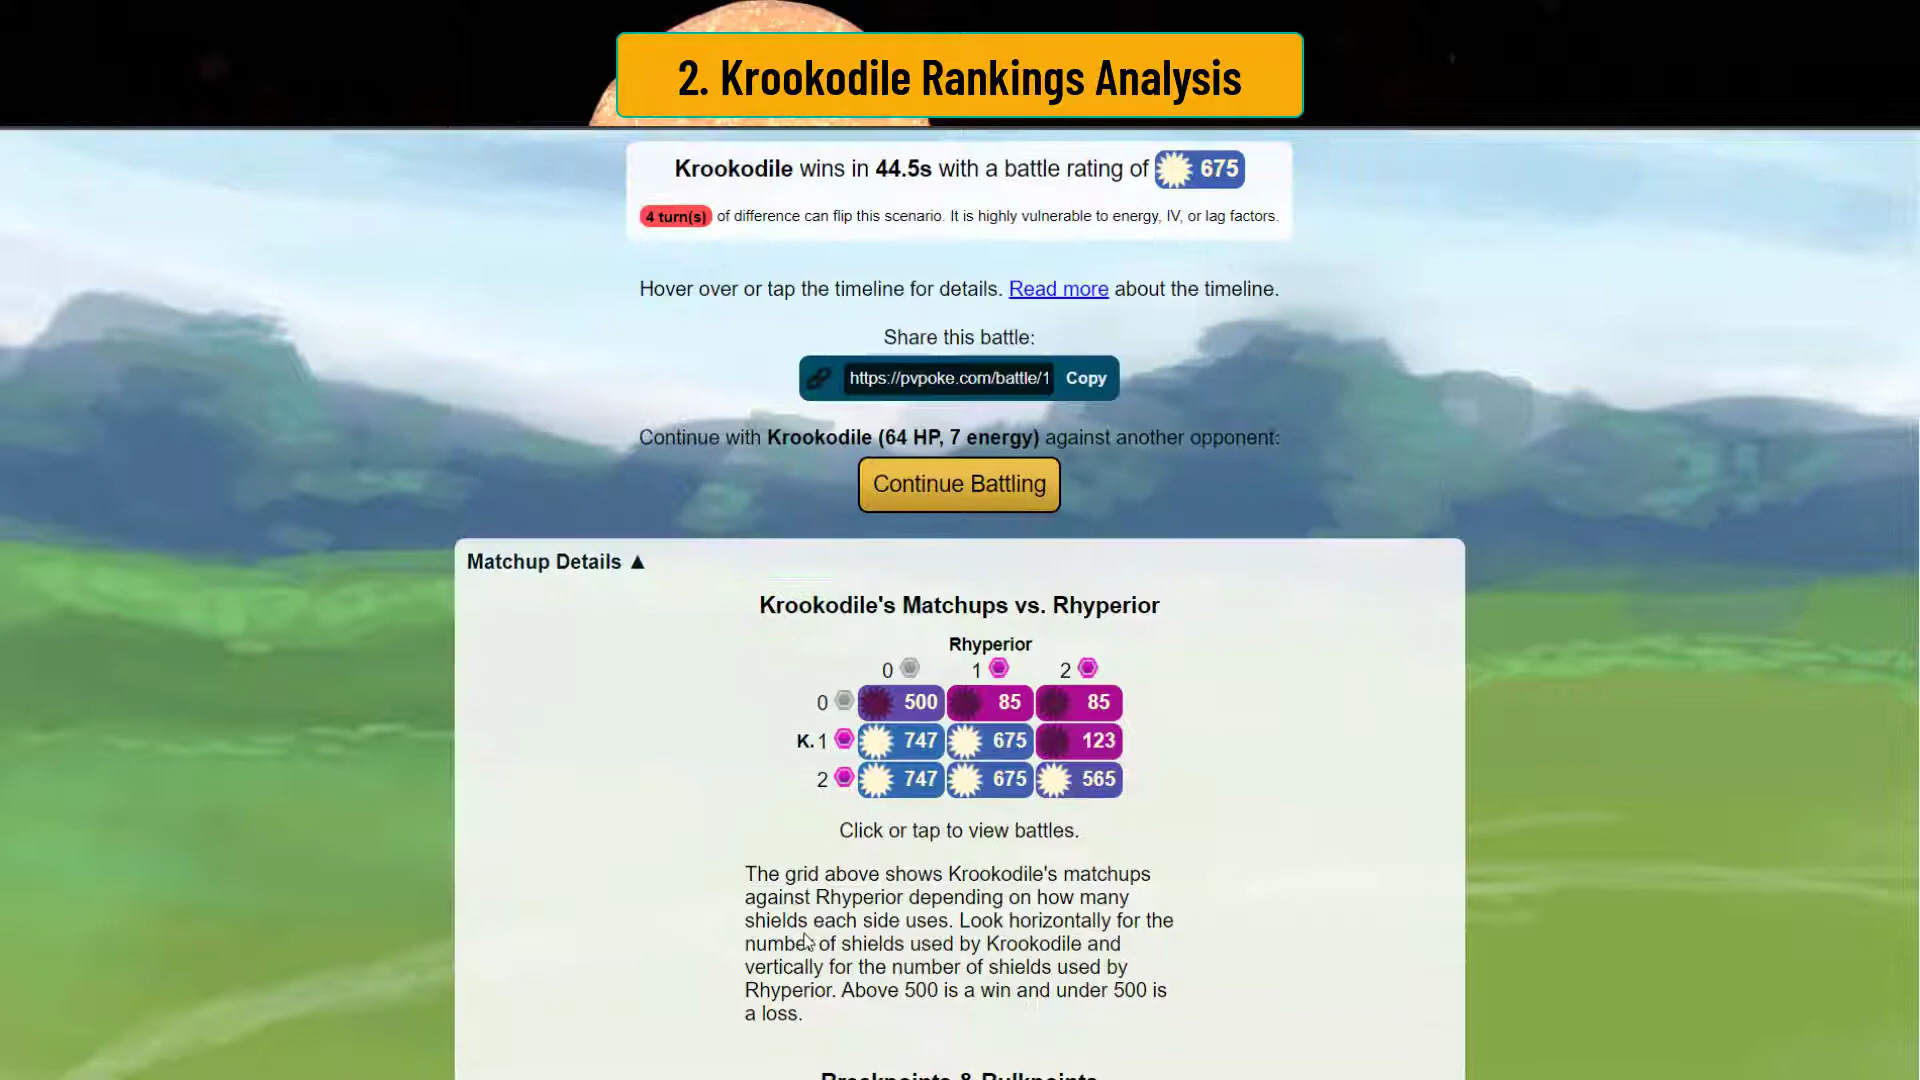 2. Krookodile Rankings Analysis
Krookodile wins in 44.5s with a battle rating of 675
4 turn(s) of difference can flip this scenario. It is highly vulnerable to energy, IV, or lag factors.
Hover over or tap the timeline for details. Read more about the timeline.
Share this battle:
https://pvpoke.com/battle/1 Copy
Continue with Krookodile (64 HP, 7 energy) against another opponent:
Continue Battling
Matchup Details ▲
Krookodile's Matchups vs. Rhyperior
Rhyperior
0 1 2
0 500 85 85
K. 1 747 675 123
2 747 675 565
Click or tap to view battles.
The grid above shows Krookodile's matchups
against Rhyperior depending on how many
shields each side uses. Look horizontally for the
number of shields used by Krookodile and
vertically for the number of shields used by
Rhyperior. Above 500 is a win and under 500 is
a loss.
Breakpoints & Bulkpoints